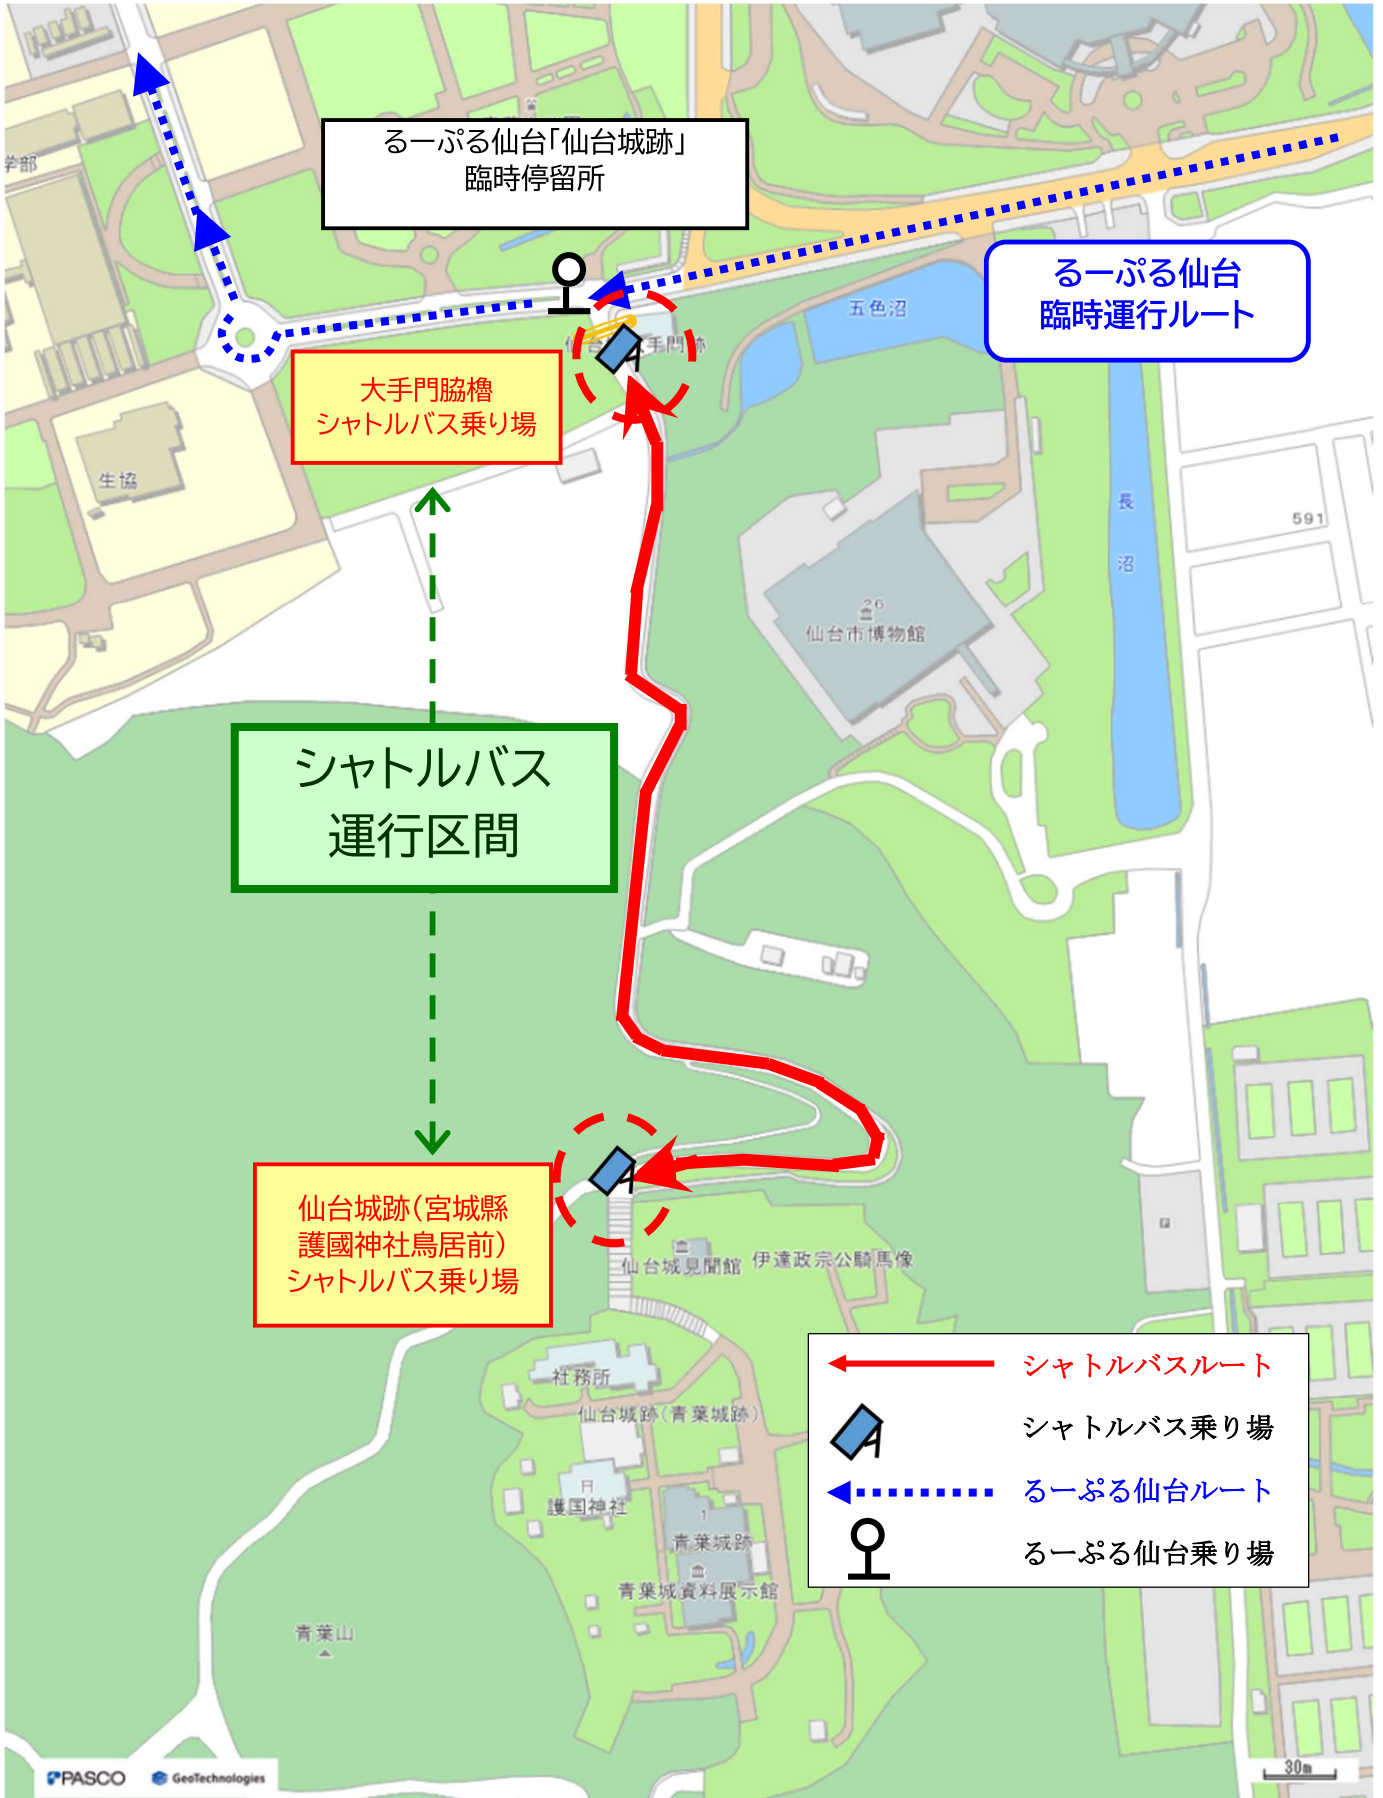 るーぷる仙台「仙台城跡」
臨時停留所
学部
るーぷる仙台
臨時運行ルート
五色沼
大手門脇櫓
シャトルバス乗り場
生協
長
沼
591
26
仙台市博物館
シャトルバス
運行区間
仙台城跡（宮城縣
護國神社鳥居前）
シャトルバス乗り場
仙台城見聞館
伊達政宗公騎馬像
P
社務所
仙台城跡(青葉城跡)
護国神社
1
青葉城跡
青葉城資料展示館
青葉山
シャトルバスルート
シャトルバス乗り場
るーぷる仙台ルート
るーぷる仙台乗り場
PASCO
GeoTechnologies
30m